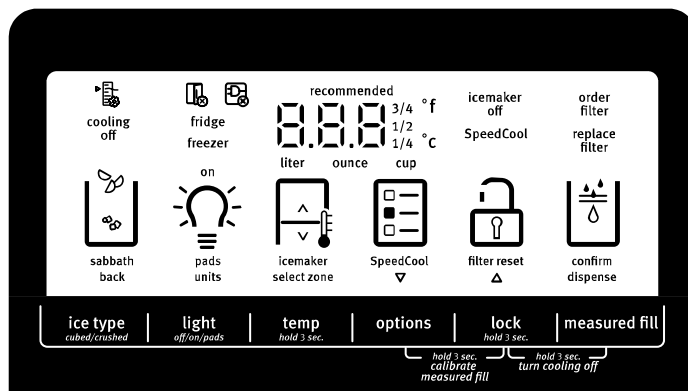 recommended
3/4 °f
1/2
1/4 °C
8.8.8
liter ounce cup
cooling
off
fridge
freezer
icemaker
off
SpeedCool
order
filter
replace
filter
on
sabbath
back
pads
units
icemaker
select zone
SpeedCool
filter reset
confirm
dispense
ice type
cubed/crushed
light
off/on/pads
temp
hold 3 sec.
options
lock
hold 3 sec.
measured fill
hold 3 sec.
calibrate
measured fill
hold 3 sec.
turn cooling off